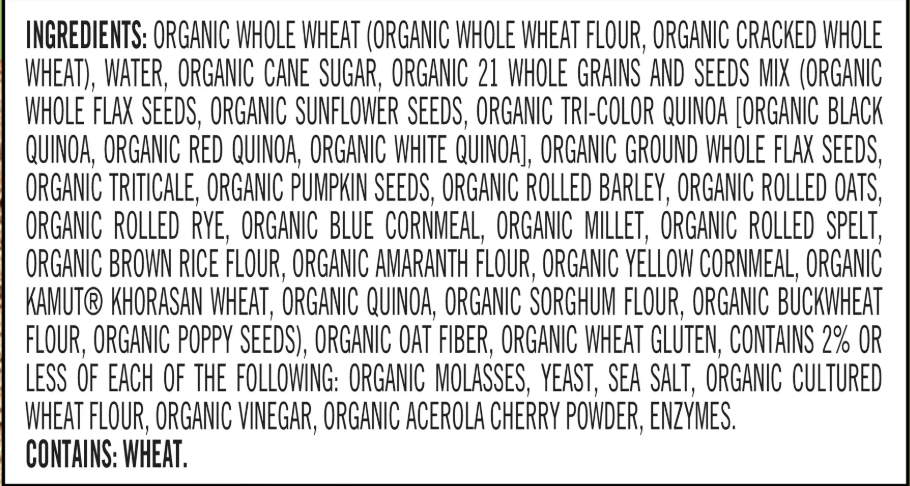 INGREDIENTS: ORGANIC WHOLE WHEAT (ORGANIC WHOLE WHEAT FLOUR, ORGANIC CRACKED WHOLE
WHEAT), WATER, ORGANIC CANE SUGAR, ORGANIC 21 WHOLE GRAINS AND SEEDS MIX (ORGANIC
WHOLE FLAX SEEDS, ORGANIC SUNFLOWER SEEDS, ORGANIC TRI-COLOR QUINOA [ORGANIC BLACK
QUINOA, ORGANIC RED QUINOA, ORGANIC WHITE QUINOA], ORGANIC GROUND WHOLE FLAX SEEDS,
ORGANIC TRITICALE, ORGANIC PUMPKIN SEEDS, ORGANIC ROLLED BARLEY, ORGANIC ROLLED OATS,
ORGANIC ROLLED RYE, ORGANIC BLUE CORNMEAL, ORGANIC MILLET, ORGANIC ROLLED SPELT,
ORGANIC BROWN RICE FLOUR, ORGANIC AMARANTH FLOUR, ORGANIC YELLOW CORNMEAL, ORGANIC
KAMUT® KHORASAN WHEAT, ORGANIC QUINOA, ORGANIC SORGHUM FLOUR, ORGANIC BUCKWHEAT
FLOUR, ORGANIC POPPY SEEDS), ORGANIC OAT FIBER, ORGANIC WHEAT GLUTEN, CONTAINS 2% OR
LESS OF EACH OF THE FOLLOWING: ORGANIC MOLASSES, YEAST, SEA SALT, ORGANIC CULTURED
WHEAT FLOUR, ORGANIC VINEGAR, ORGANIC ACEROLA CHERRY POWDER, ENZYMES.
CONTAINS: WHEAT.